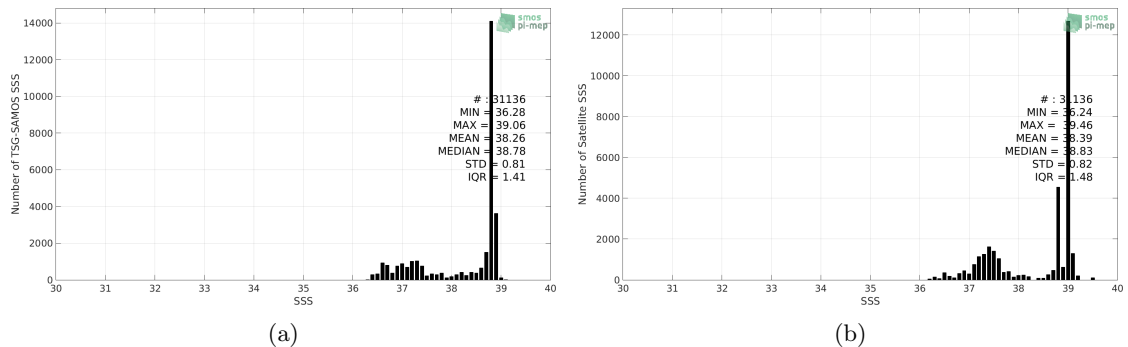 14000
12000
10000
8000
6000
4000
2000
0
Number of TSG-SAMOS SSS
smos
pi-mep
# : 31136
MIN = 36.28
MAX = 39.06
MEAN = 38.26
MEDIAN = 38.78
STD = 0.81
IQR = 1.41
30 31 32 33 34 35 36 37 38 39 40
SSS
(a)
12000
10000
8000
6000
4000
2000
0
Number of Satellite SSS
smos
pi-mep
# : 31136
MIN = 36.24
MAX = 39.46
MEAN = 38.39
MEDIAN = 38.83
STD = 0.82
IQR = 1.48
30 31 32 33 34 35 36 37 38 39 40
SSS
(b)